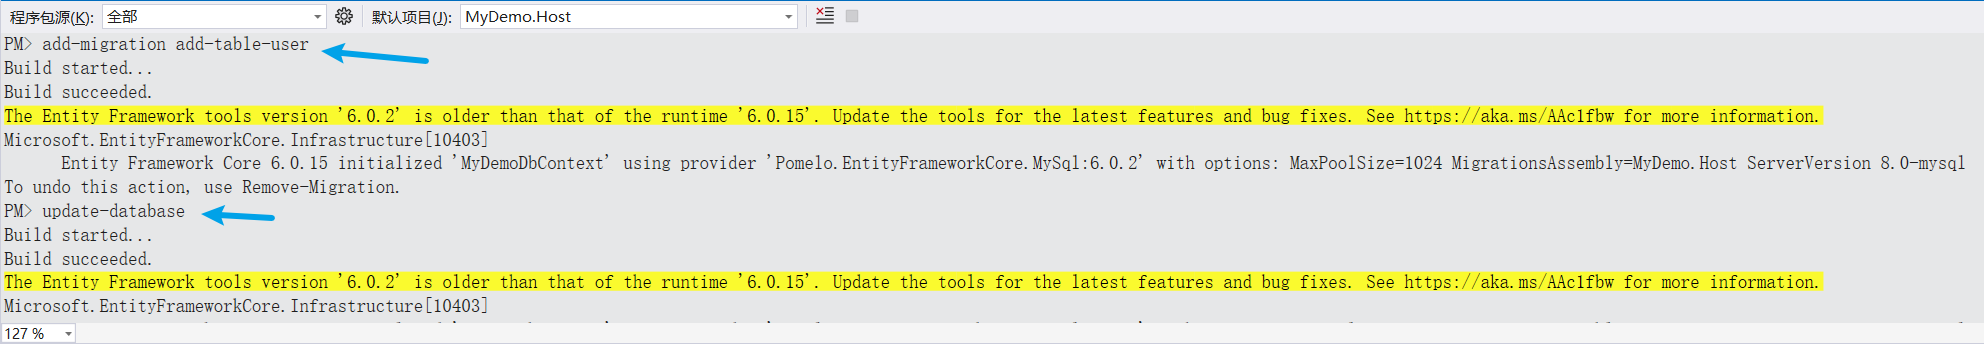 程序包源(K): 全部 默认项目(J): MyDemo.Host
PM> add-migration add-table-user
Build started...
Build succeeded.
The Entity Framework tools version '6.0.2' is older than that of the runtime '6.0.15'. Update the tools for the latest features and bug fixes. See https://aka.ms/AAc1fbw for more information.
Microsoft.EntityFrameworkCore.Infrastructure[10403]
Entity Framework Core 6.0.15 initialized 'MyDemoDbContext' using provider 'Pomelo.EntityFrameworkCore.MySql:6.0.2' with options: MaxPoolSize=1024 MigrationsAssembly=MyDemo.Host ServerVersion 8.0-mysql
To undo this action, use Remove-Migration.
PM> update-database
Build started...
Build succeeded.
The Entity Framework tools version '6.0.2' is older than that of the runtime '6.0.15'. Update the tools for the latest features and bug fixes. See https://aka.ms/AAc1fbw for more information.
Microsoft.EntityFrameworkCore.Infrastructure[10403]
127 %